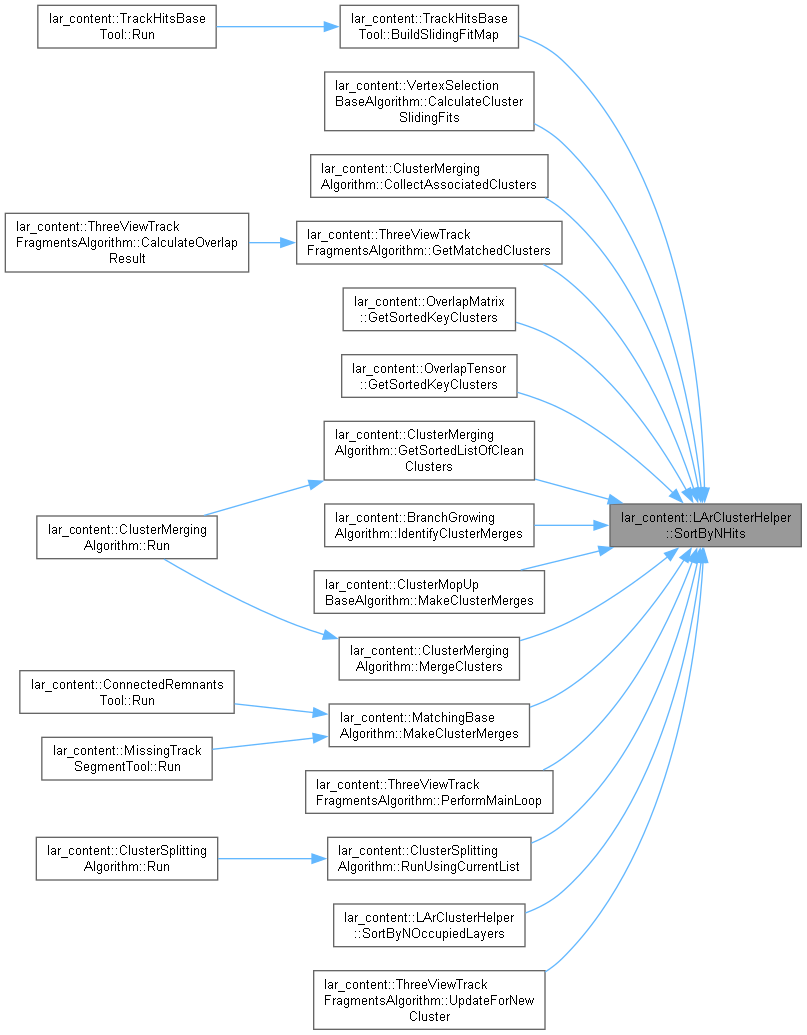 lar_content::TrackHitsBase
Tool::Run
lar_content::TrackHitsBase
Tool::BuildSlidingFitMap
lar_content::VertexSelection
BaseAlgorithm::CalculateCluster
SlidingFits
lar_content::ClusterMerging
Algorithm::CollectAssociatedClusters
lar_content::ThreeViewTrack
FragmentsAlgorithm::CalculateOverlap
Result
lar_content::ThreeViewTrack
FragmentsAlgorithm::GetMatchedClusters
lar_content::OverlapMatrix
::GetSortedKeyClusters
lar_content::OverlapTensor
::GetSortedKeyClusters
lar_content::ClusterMerging
Algorithm::GetSortedListOfClean
Clusters
lar_content::LArClusterHelper
::SortByNHits
lar_content::ClusterMerging
Algorithm::Run
lar_content::BranchGrowing
Algorithm::IdentifyClusterMerges
lar_content::ClusterMopUp
BaseAlgorithm::MakeClusterMerges
lar_content::ClusterMerging
Algorithm::MergeClusters
lar_content::ConnectedRemnants
Tool::Run
lar_content::MatchingBase
Algorithm::MakeClusterMerges
lar_content::MissingTrack
SegmentTool::Run
lar_content::ThreeViewTrack
FragmentsAlgorithm::PerformMainLoop
lar_content::ClusterSplitting
Algorithm::Run
lar_content::ClusterSplitting
Algorithm::RunUsingCurrentList
lar_content::LArClusterHelper
::SortByNOccupiedLayers
lar_content::ThreeViewTrack
FragmentsAlgorithm::UpdateForNew
Cluster